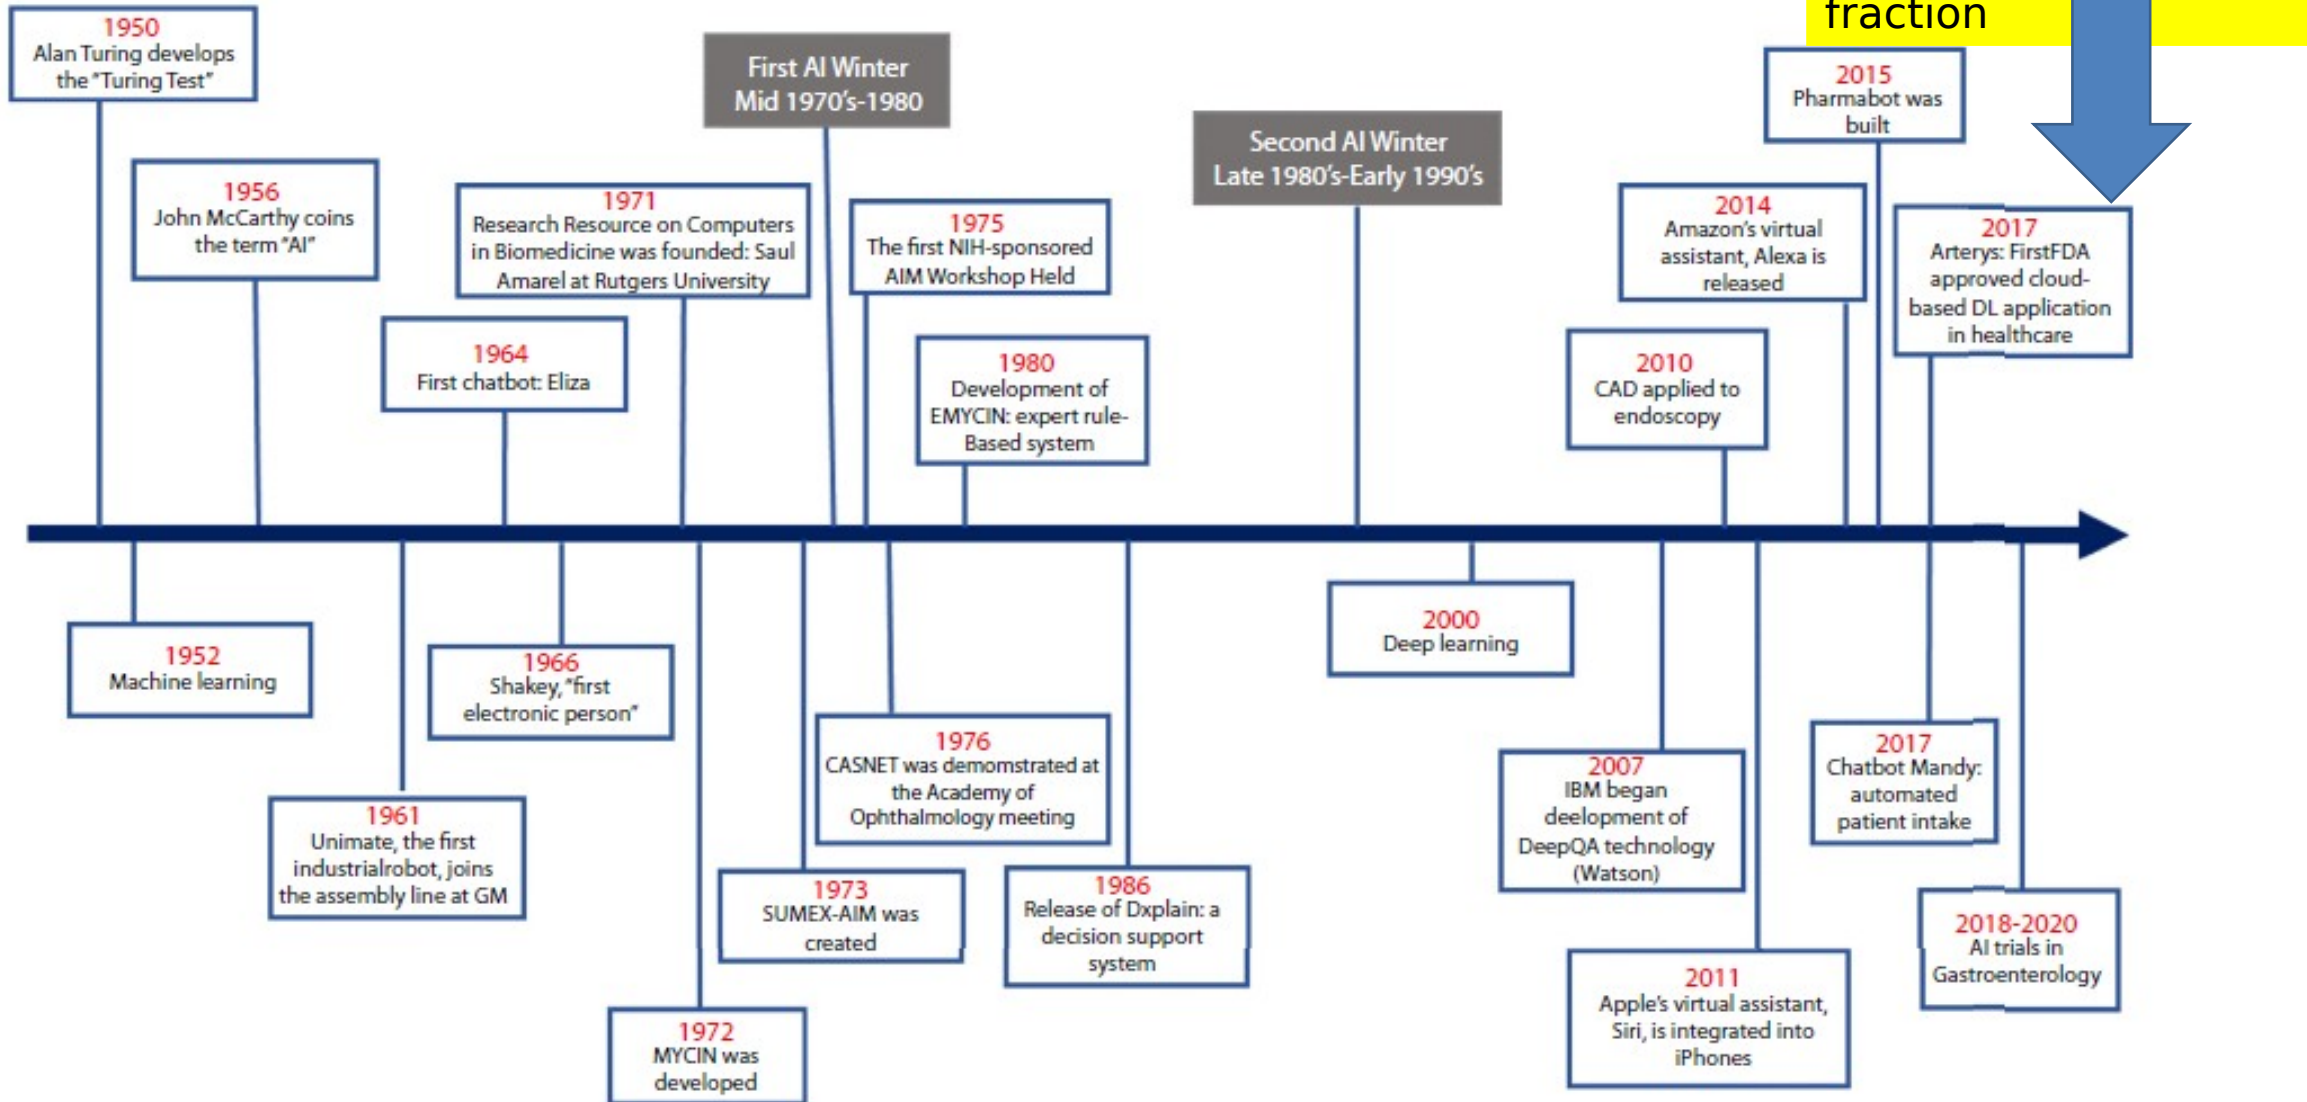 fraction
1950
Alan Turing develops
the "Turing Test"
First AI Winter
Mid 1970's-1980
2015
Pharmabot was
built
Second AI Winter
Late 1980's-Early 1990's
1956
John McCarthy coins
the term "AI"
1971
Research Resource on Computers
in Biomedicine was founded: Saul
Amarel at Rutgers University
1975
The first NIH-sponsored
AIM Workshop Held
2014
Amazon's virtual
assistant, Alexa is
released
2017
Arterys: FirstFDA
approved cloud-
based DL application
in healthcare
1964
First chatbot: Eliza
1980
Development of
EMYCIN: expert rule-
Based system
2010
CAD applied to
endoscopy
1952
Machine learning
1966
Shakey, "first
electronic person"
2000
Deep learning
1961
Unimate, the first
industrialrobot, joins
the assembly line at GM
1976
CASNET was demomstrated at
the Academy of
Ophthalmology meeting
2007
IBM began
deelopment of
DeepQA technology
(Watson)
2017
Chatbot Mandy:
automated
patient intake
1973
SUMEX-AIM was
created
1986
Release of Dxplain: a
decision support
system
2018-2020
AI trials in
Gastroenterology
1972
MYCIN was
developed
2011
Apple's virtual assistant,
Siri, is integrated into
iPhones